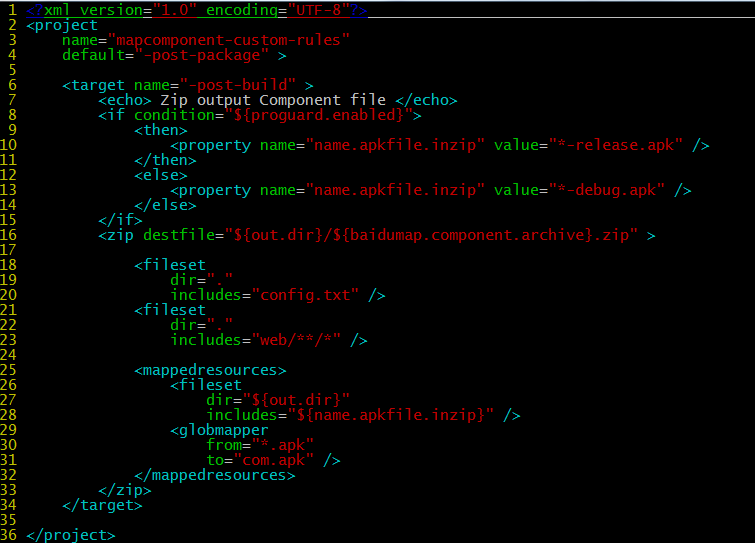 1 <?xml version="1.0" encoding="UTF-8"?>
2 <project
3     name="mapcomponent-custom-rules"
4     default="-post-package" >
5
6     <target name="-post-build" >
7         <echo> Zip output Component file </echo>
8         <if condition="${proguard.enabled}">
9             <then>
10                 <property name="name.apkfile.inzip" value="*-release.apk" />
11             </then>
12             <else>
13                 <property name="name.apkfile.inzip" value="*-debug.apk" />
14             </else>
15         </if>
16         <zip destfile="${out.dir}/${baidumap.component.archive}.zip" >
17
18             <fileset
19                 dir="."
20                 includes="config.txt" />
21             <fileset
22                 dir="."
23                 includes="web/**/*" />
24
25             <mappedresources>
26                 <fileset
27                     dir="${out.dir}"
28                     includes="${name.apkfile.inzip}" />
29                 <globmapper
30                     from="*.apk"
31                     to="com.apk" />
32             </mappedresources>
33         </zip>
34     </target>
35
36 </project>